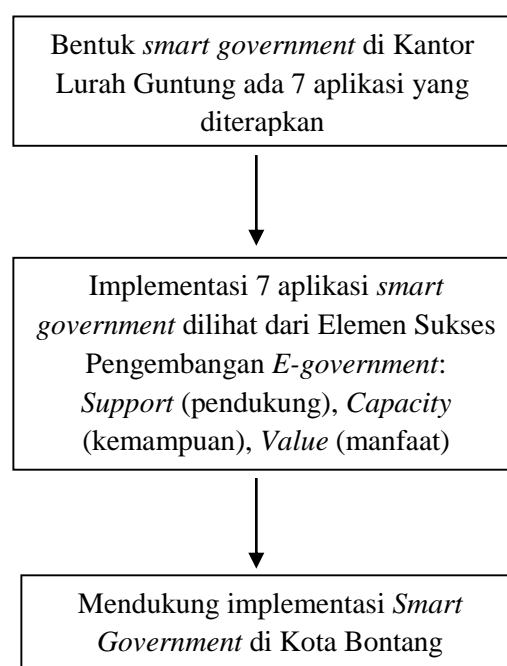 Bentuk smart government di Kantor
Lurah Guntung ada 7 aplikasi yang
diterapkan
Implementasi 7 aplikasi smart
government dilihat dari Elemen Sukses
Pengembangan E-government:
Support (pendukung), Capacity
(kemampuan), Value (manfaat)
Mendukung implementasi Smart
Government di Kota Bontang